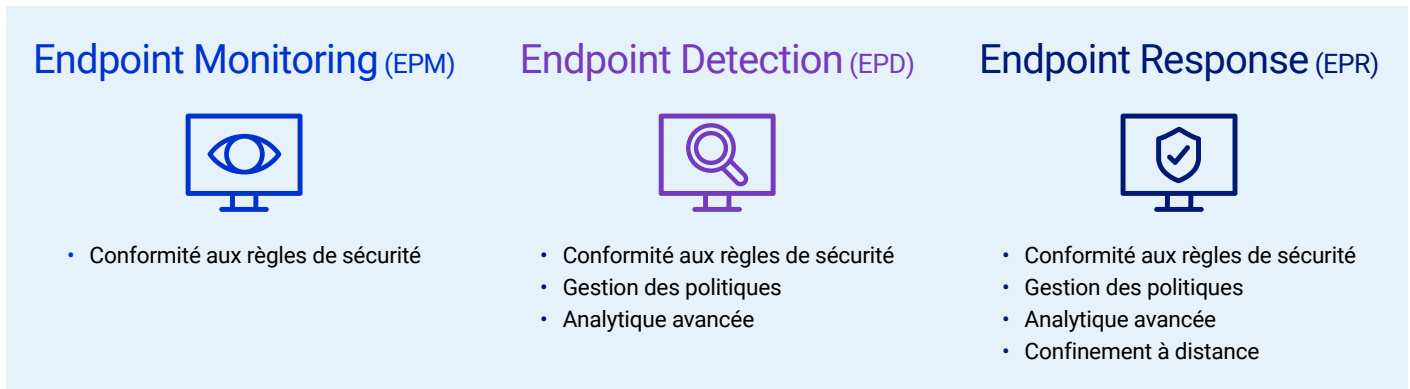 Endpoint Monitoring (EPM)
• Conformité aux règles de sécurité
Endpoint Detection (EPD)
• Conformité aux règles de sécurité
• Gestion des politiques
• Analytique avancée
Endpoint Response (EPR)
• Conformité aux règles de sécurité
• Gestion des politiques
• Analytique avancée
• Confinement à distance